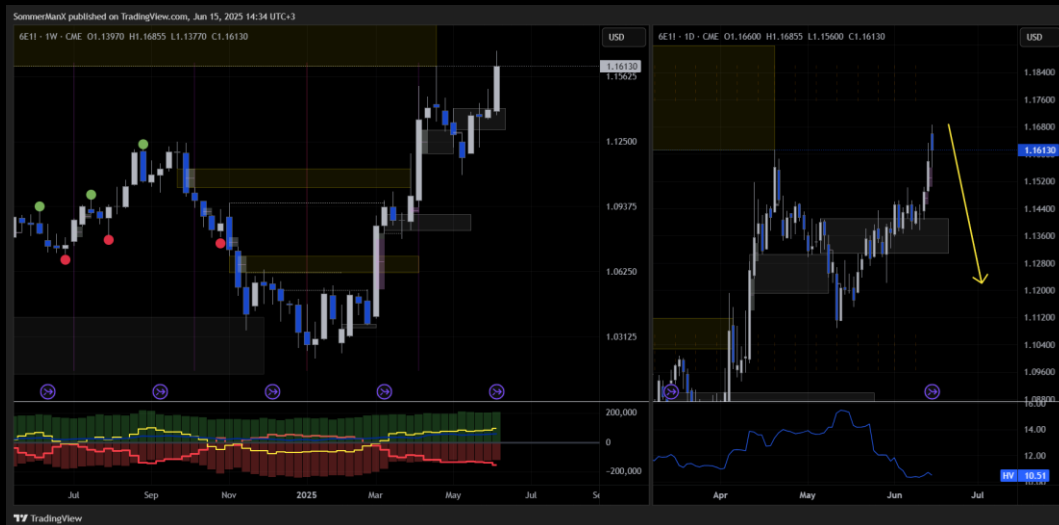 SommerManX published on TradingView.com, Jun 15, 2025 14:34 UTC+3
6E1! · 1W · CME O1.13970 H1.16855 L1.13770 C1.16130
USD
1.16130
1.15625
1.12500
1.09375
1.06250
1.03125
200,000
0
-200,000
Jul Sep Nov 2025 Mar May Jul
6E1! · 1D · CME O1.16600 H1.16855 L1.15600 C1.16130
USD
1.18400
1.17600
1.16800
1.16130
1.15200
1.14400
1.13600
1.12800
1.12000
1.11200
1.10400
1.09600
1.08800
16.00
14.00
12.00
HV 10.51
Apr May Jun Jul
TradingView